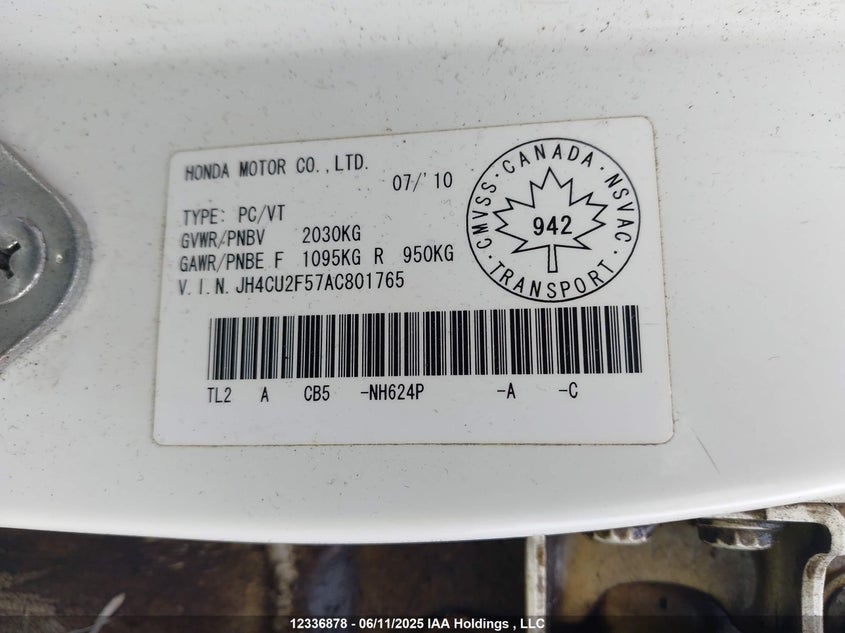 HONDA MOTOR CO.,LTD.
07/'10
TYPE: PC/VT
GVWR/PNBV 2030KG
GAWR/PNBE F 1095KG R 950KG
V.I.N. JH4CU2F57AC801765
CMVSS · CANADA · NSVAC · TRANSPORT ·
942
TL2 A CB5 -NH624P -A -C
12336878 - 06/11/2025 IAA Holdings , LLC